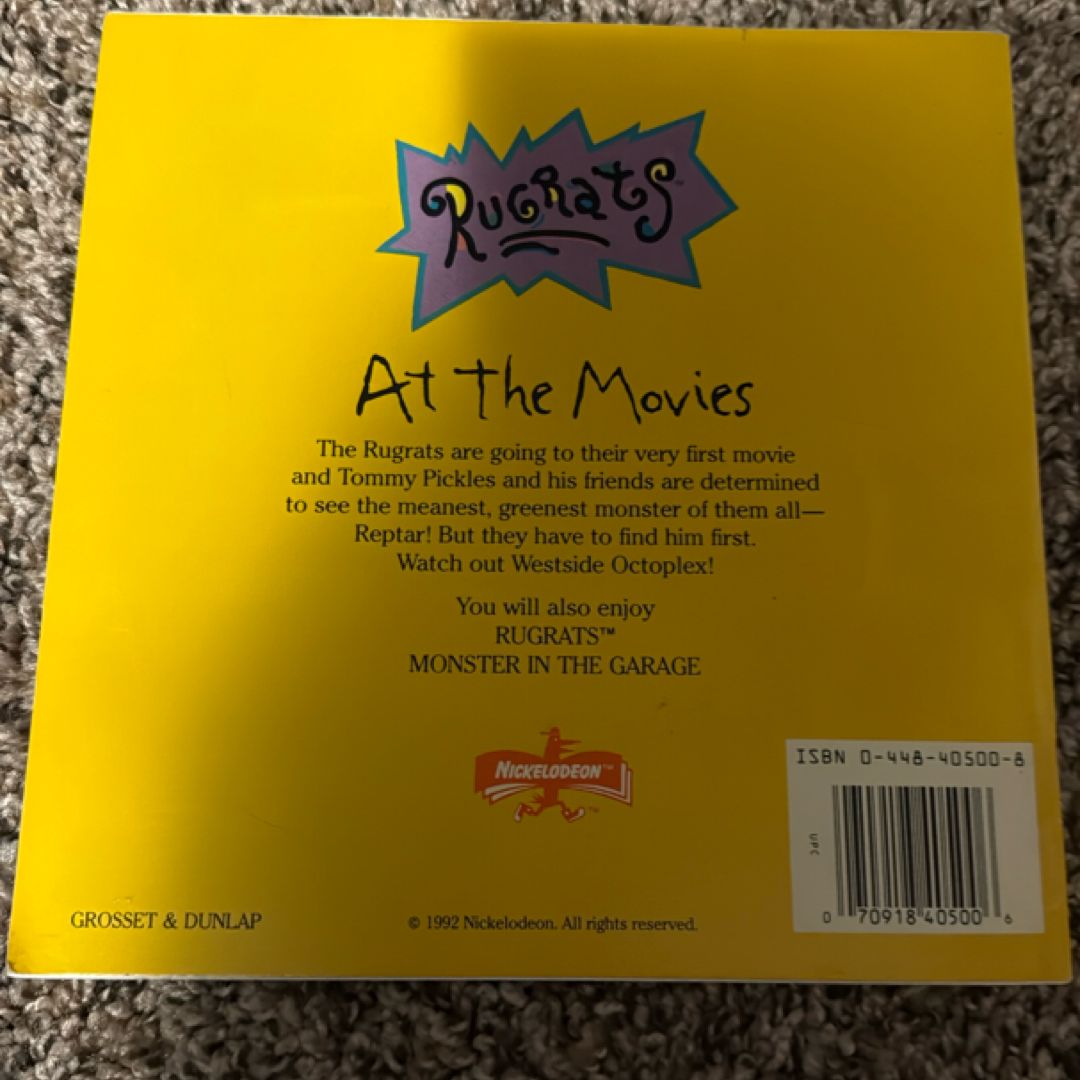 RUGRATS™
At The Movies
The Rugrats are going to their very first movie
and Tommy Pickles and his friends are determined
to see the meanest, greenest monster of them all—
Reptar! But they have to find him first.
Watch out Westside Octoplex!
You will also enjoy
RUGRATS™
MONSTER IN THE GARAGE
NICKELODEON™
™
ISBN 0-448-40500-8
UPC
0 70918 40500 6
GROSSET & DUNLAP
© 1992 Nickelodeon. All rights reserved.